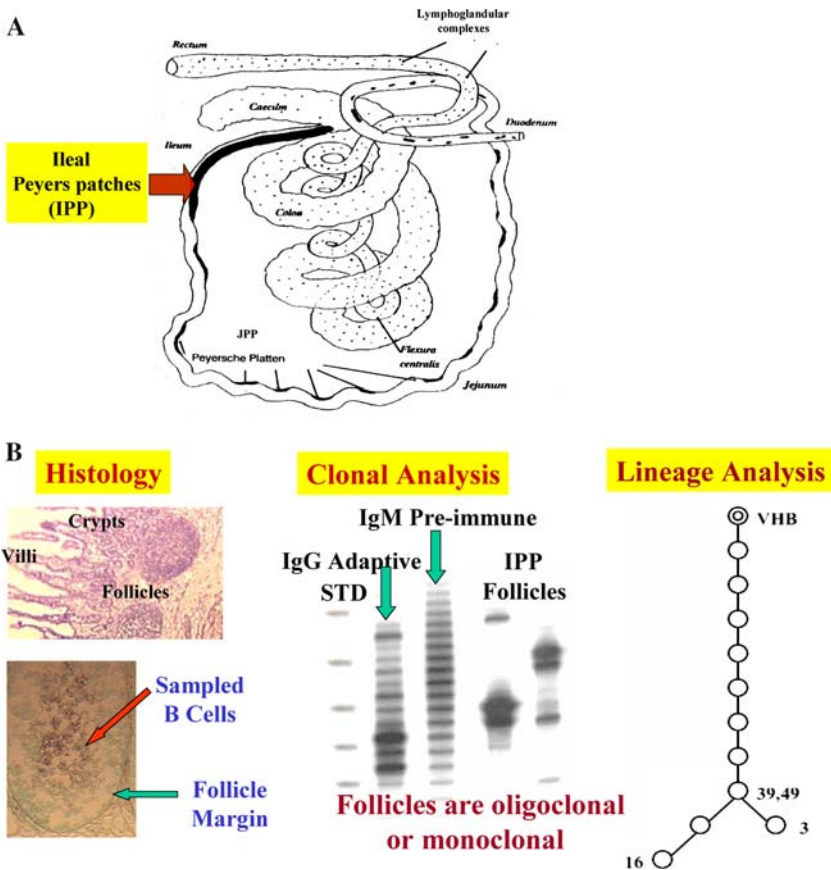 A
Lymphoglandular
complexes
Rectum
Caecum
Duodenum
Ileum
Ileal
Peyers patches
(IPP)
Colon
JPP
Peyersche Platten
Flexura
centralis
Jejunum
B
Histology
Clonal Analysis
Lineage Analysis
Crypts
Villi
Follicles
IgM Pre-immune
IgG Adaptive
STD
IPP
Follicles
VHB
Sampled
B Cells
Follicle
Margin
Follicles are oligoclonal
or monoclonal
39,49
3
16